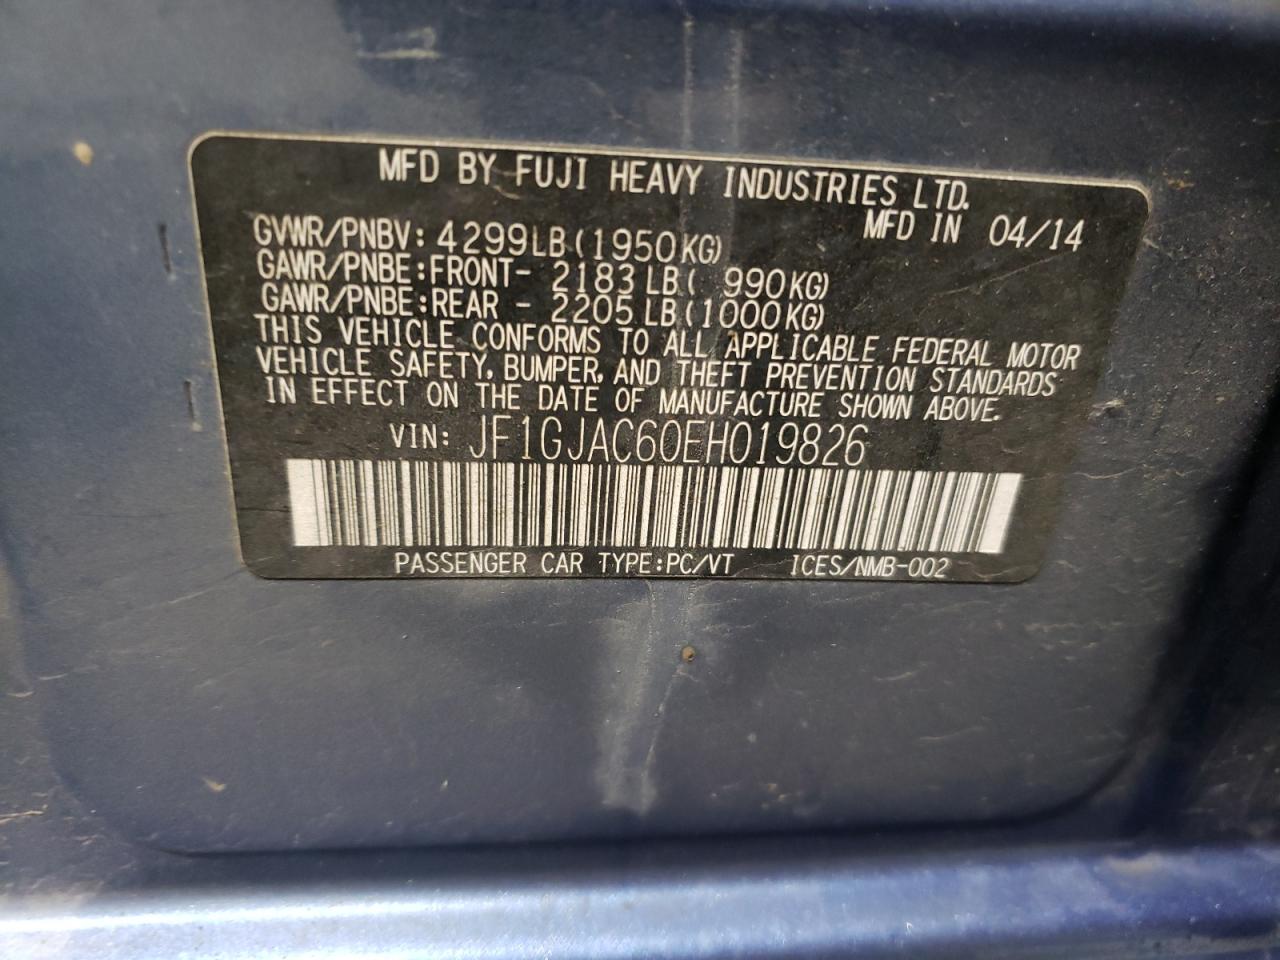 MFD BY FUJI HEAVY INDUSTRIES LTD.
MFD IN 04/14
GVWR/PNBV: 4299LB(1950KG)
GAWR/PNBE:FRONT- 2183LB( 990KG)
GAWR/PNBE:REAR - 2205LB(1000KG)
THIS VEHICLE CONFORMS TO ALL APPLICABLE FEDERAL MOTOR
VEHICLE SAFETY, BUMPER, AND THEFT PREVENTION STANDARDS
IN EFFECT ON THE DATE OF MANUFACTURE SHOWN ABOVE.
VIN: JF1GJAC60EH019826
PASSENGER CAR TYPE:PC/VT ICES/NMB-002